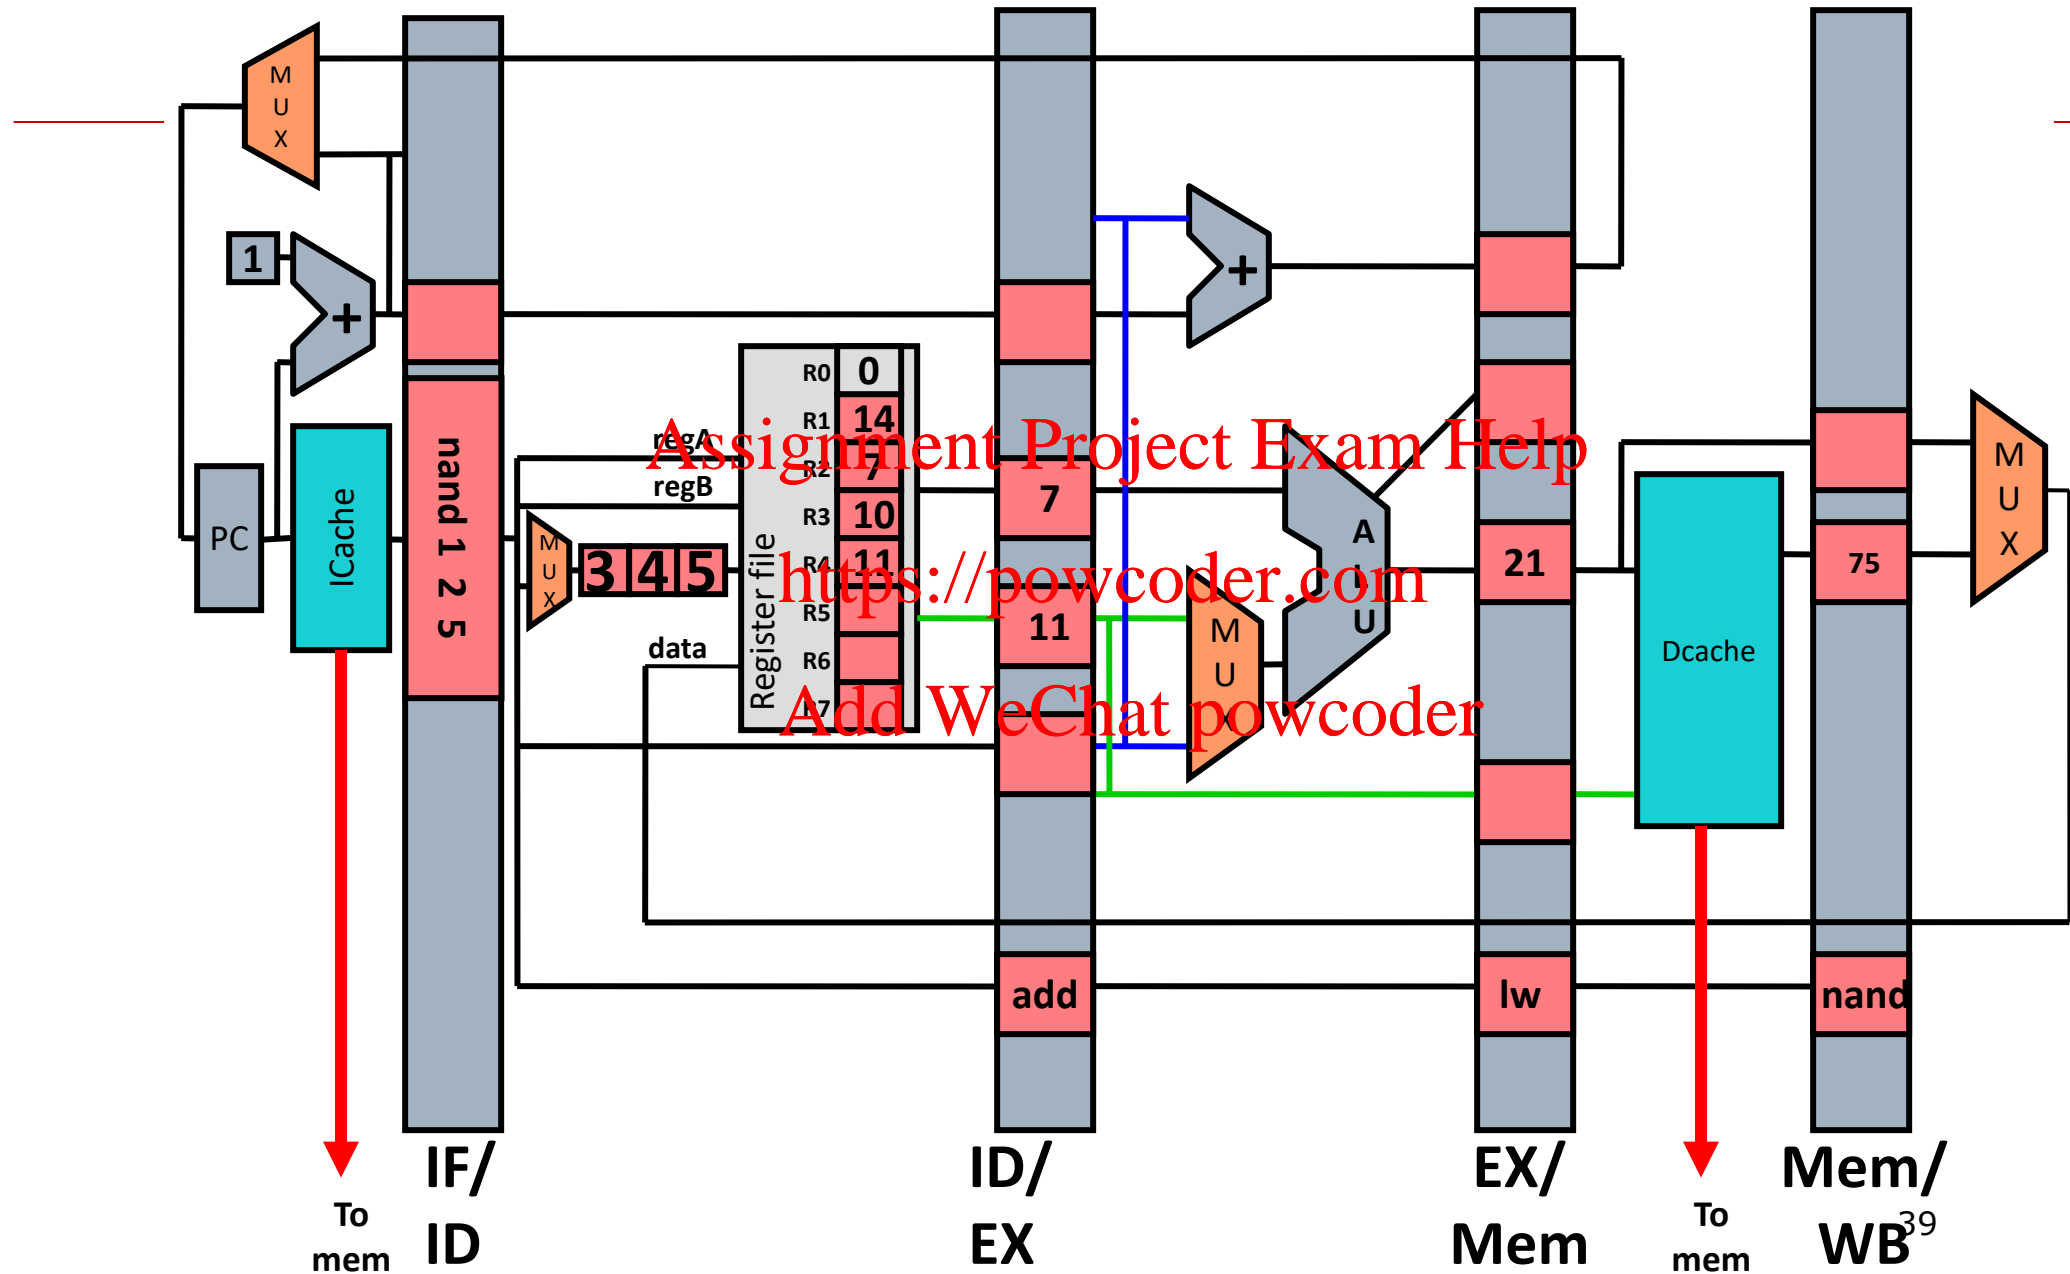 M
U
X
1
+
+
PC
ICache
nand 1 2 5
regA
regB
M
U
X
3 4 5
data
Register file
R0 0
R1 14
R2 7
R3 10
R4 11
R5
R6
R7
7
11
M
U
X
A
L
U
21
Dcache
75
M
U
X
Assignment Project Exam Help
https://powcoder.com
Add WeChat powcoder
add
lw
nand
IF/
ID
ID/
EX
EX/
Mem
Mem/
WB
To
mem
To
mem
39